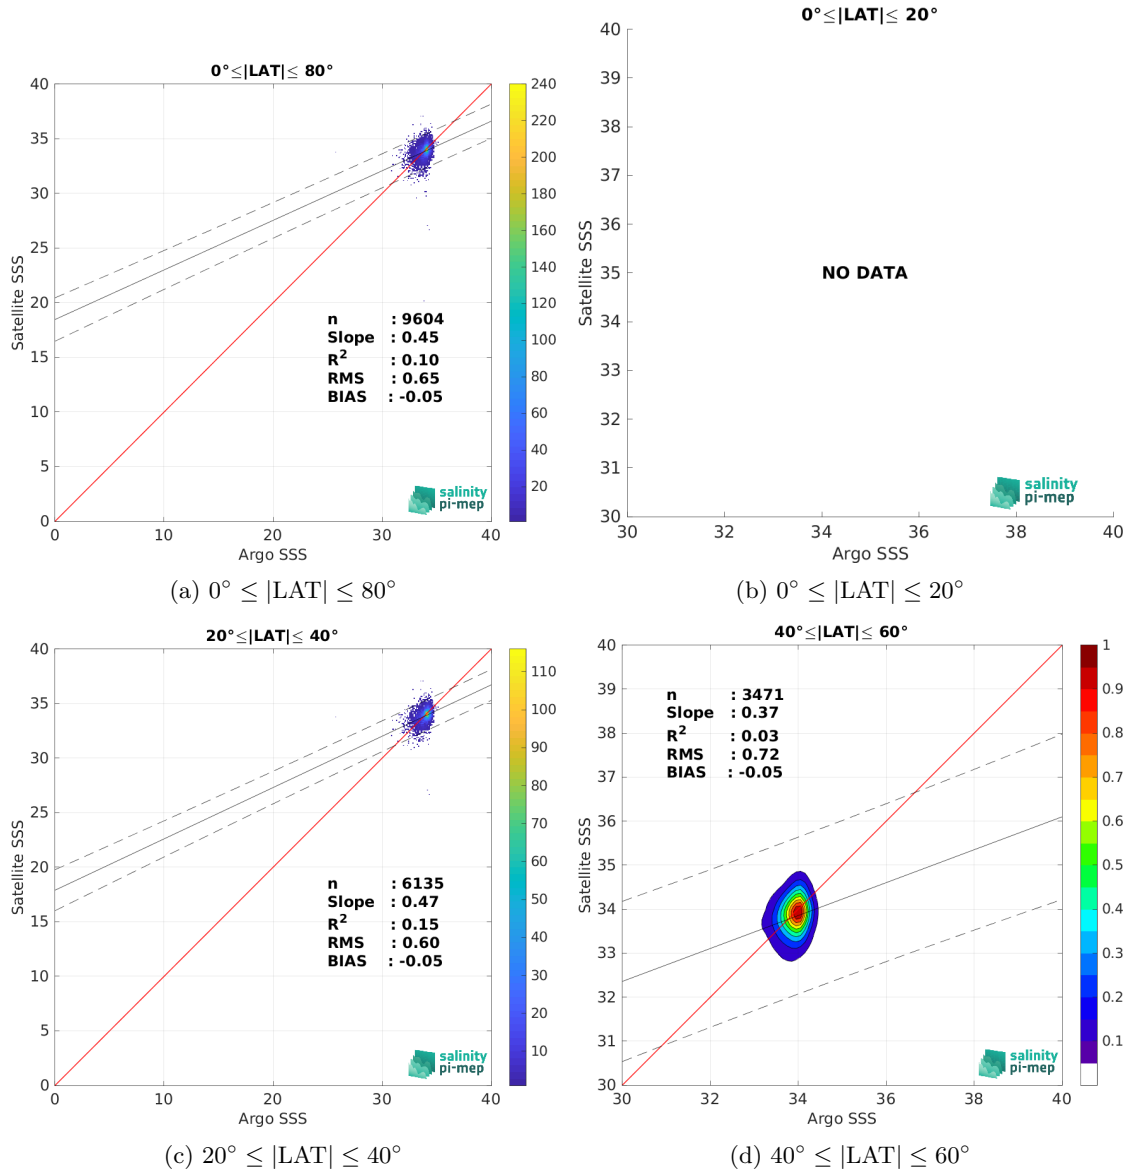 0°≤|LAT|≤ 80°
Satellite SSS
40
35
30
25
20
15
10
5
0
0 10 20 30 40
Argo SSS
n : 9604
Slope : 0.45
R² : 0.10
RMS : 0.65
BIAS : -0.05
salinity
pi-mep
240
220
200
180
160
140
120
100
80
60
40
20
(a) 0° ≤ |LAT| ≤ 80°
0°≤|LAT|≤ 20°
Satellite SSS
40
39
38
37
36
35
34
33
32
31
30
30 32 34 36 38 40
Argo SSS
NO DATA
salinity
pi-mep
(b) 0° ≤ |LAT| ≤ 20°
20°≤|LAT|≤ 40°
Satellite SSS
40
35
30
25
20
15
10
5
0
0 10 20 30 40
Argo SSS
n : 6135
Slope : 0.47
R² : 0.15
RMS : 0.60
BIAS : -0.05
salinity
pi-mep
110
100
90
80
70
60
50
40
30
20
10
(c) 20° ≤ |LAT| ≤ 40°
40°≤|LAT|≤ 60°
Satellite SSS
40
39
38
37
36
35
34
33
32
31
30
30 32 34 36 38 40
Argo SSS
n : 3471
Slope : 0.37
R² : 0.03
RMS : 0.72
BIAS : -0.05
salinity
pi-mep
1
0.9
0.8
0.7
0.6
0.5
0.4
0.3
0.2
0.1
(d) 40° ≤ |LAT| ≤ 60°